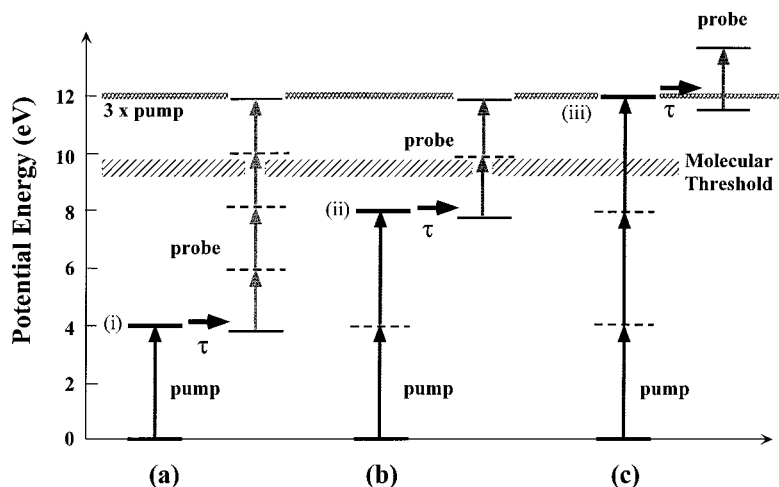 probe
Potential Energy (eV)
12
10
8
6
4
2
0
3 x pump
(iii)
τ
probe
Molecular
Threshold
(ii)
τ
probe
(i)
τ
pump
pump
pump
(a)
(b)
(c)